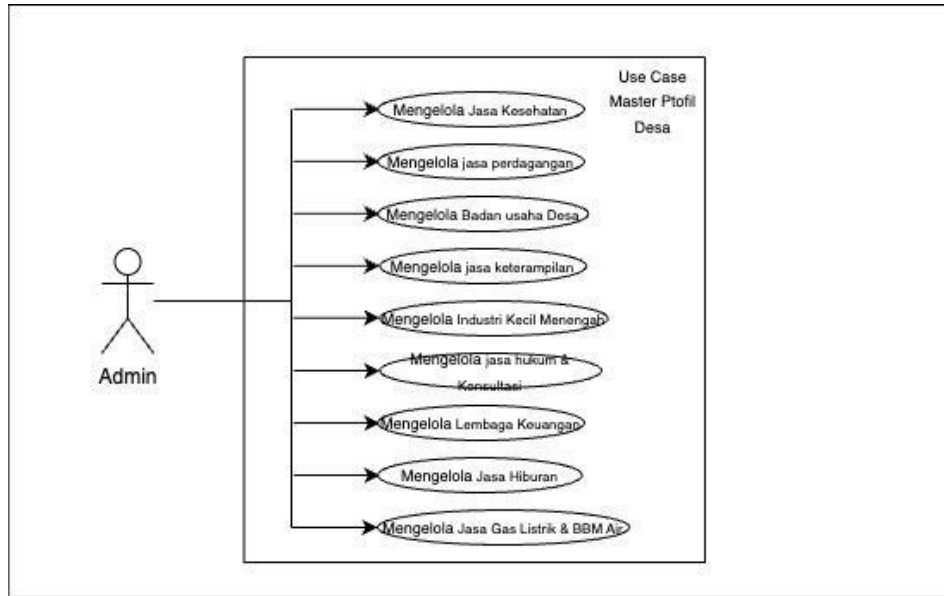 Use Case
Master Ptofil
Desa
Mengelola Jasa Kesehatan
Mengelola jasa perdagangan
Mengelola Badan usaha Desa
Mengelola jasa keterampilan
Mengelola Industri Kecil Menengah
Mengelola jasa hukum &
Konsultasi
Mengelola Lembaga Keuangan
Mengelola Jasa Hiburan
Mengelola Jasa Gas Listrik & BBM Air
Admin